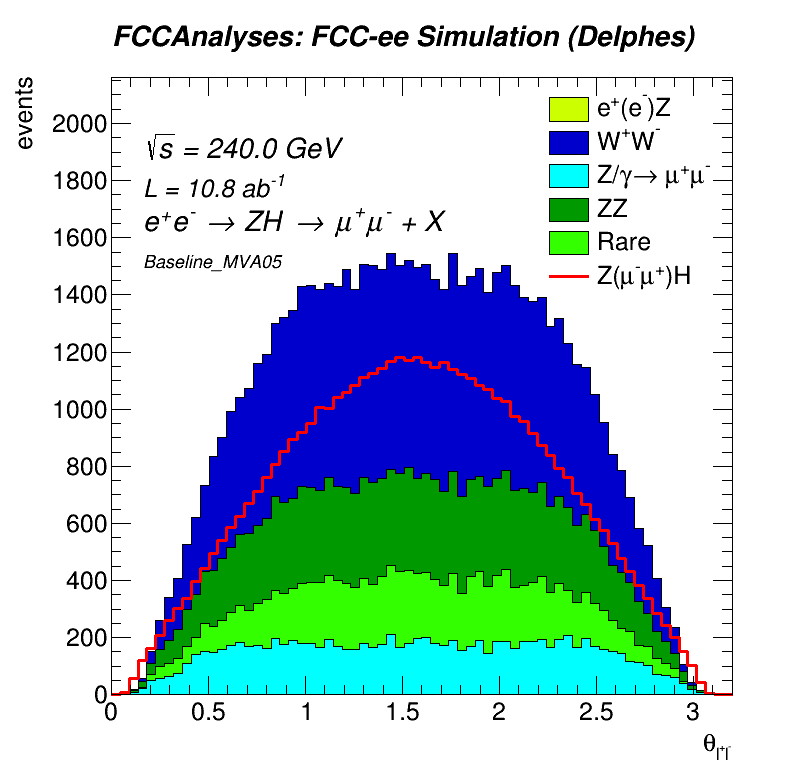 FCCAnalyses: FCC-ee Simulation (Delphes)
events
√s = 240.0 GeV
L = 10.8 ab⁻¹
e⁺e⁻ → ZH → μ⁺μ⁻ + X
Baseline_MVA05
e⁺(e⁻)Z
W⁺W⁻
Z/γ→ μ⁺μ⁻
ZZ
Rare
Z(μ⁻μ⁺)H
2000
1800
1600
1400
1200
1000
800
600
400
200
0
0 0.5 1 1.5 2 2.5 3
θ_{l⁺l⁻}